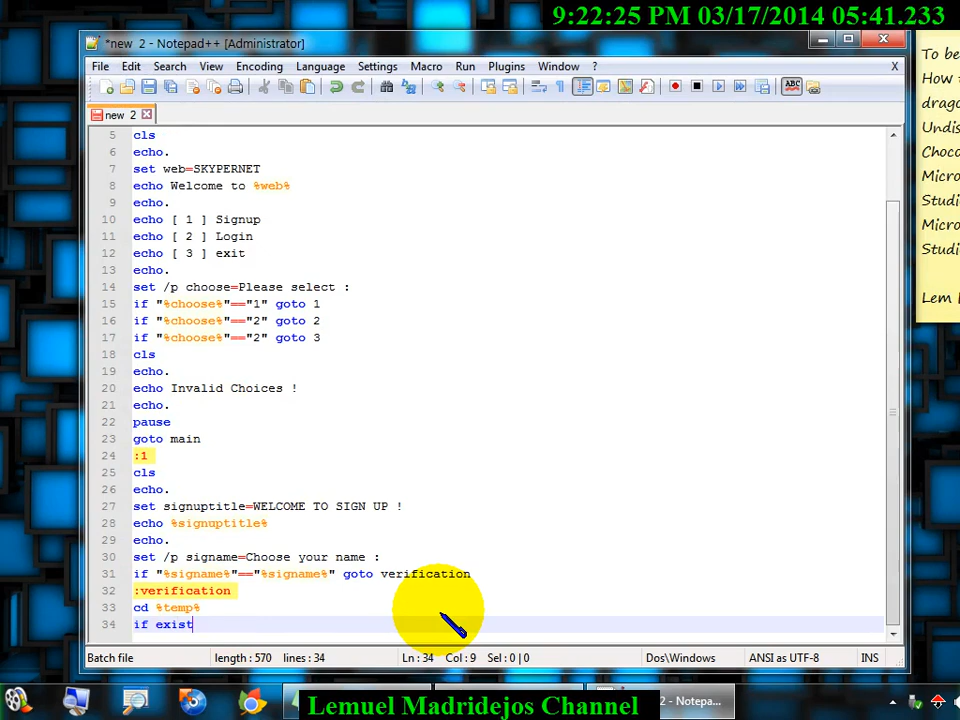 9:22:25 PM 03/17/2014 05:41.233
*new 2 - Notepad++ [Administrator]
File Edit Search View Encoding Language Settings Macro Run Plugins Window ? X
new 2
5 cls
6 echo.
7 set web=SKYPERNET
8 echo Welcome to %web%
9 echo.
10 echo [ 1 ] Signup
11 echo [ 2 ] Login
12 echo [ 3 ] exit
13 echo.
14 set /p choose=Please select :
15 if "%choose%"=="1" goto 1
16 if "%choose%"=="2" goto 2
17 if "%choose%"=="2" goto 3
18 cls
19 echo.
20 echo Invalid Choices !
21 echo.
22 pause
23 goto main
24 :1
25 cls
26 echo.
27 set signuptitle=WELCOME TO SIGN UP !
28 echo %signuptitle%
29 echo.
30 set /p signame=Choose your name :
31 if "%signame%"=="%signame%" goto verification
32 :verification
33 cd %temp%
34 if exist
Batch file length : 570 lines : 34 Ln : 34 Col : 9 Sel : 0 | 0 Dos\Windows ANSI as UTF-8 INS
To be
How
drago
Undis
Choco
Micro
Studi
Micro
Studi
Lem
2 - Notepa...
Lemuel Madridejos Channel